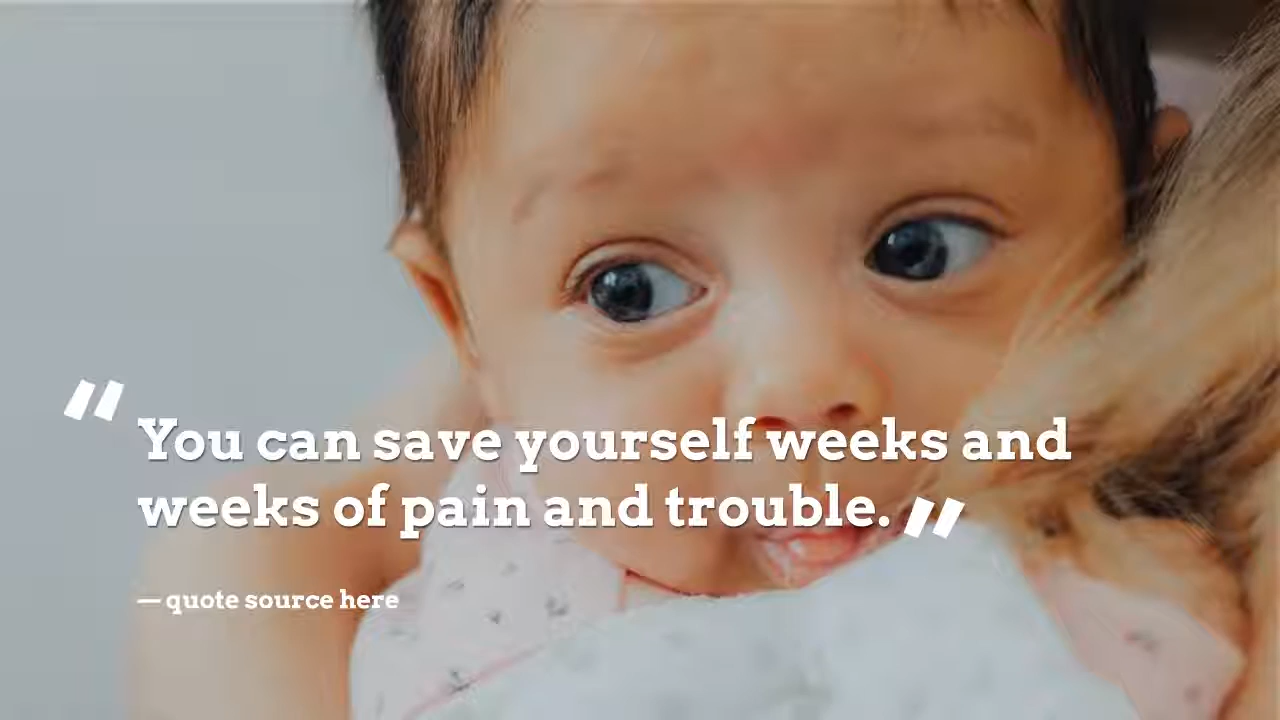 “You can save yourself weeks and
weeks of pain and trouble.”
— quote source here